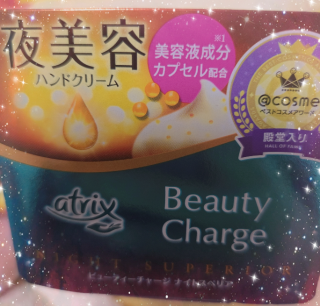 夜美容
ハンドクリーム
※1
美容液成分
カプセル配合
@cosme
ベストコスメアワード
殿堂入り
HALL OF FAME
atrix
Beauty
Charge
NIGHT SUPERIOR
ビューティーチャージ ナイトスペリア